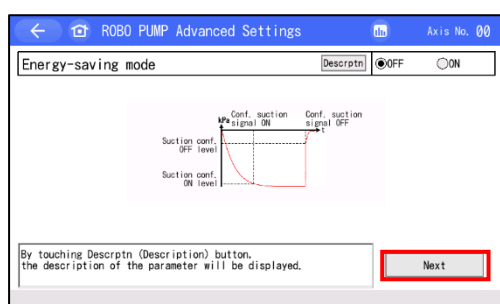 ROBO PUMP Advanced Settings Axis No. 00
Energy-saving mode Descrptn OFF ON
kPa
Conf. suction
signal ON
Conf. suction
signal OFF
t
Suction conf.
OFF level
Suction conf.
ON level
By touching Descrptn (Description) button,
the description of the parameter will be displayed.
Next